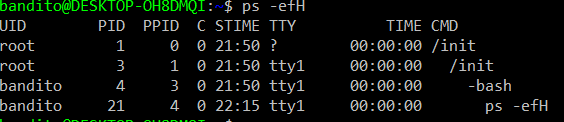 bandito@DESKTOP-OH8DMQI:~$ ps -efH
UID        PID  PPID  C STIME TTY          TIME CMD
root         1     0  0 21:50 ?        00:00:00 /init
root         3     1  0 21:50 tty1     00:00:00   /init
bandito      4     3  0 21:50 tty1     00:00:00     -bash
bandito     21     4  0 22:15 tty1     00:00:00       ps -efH